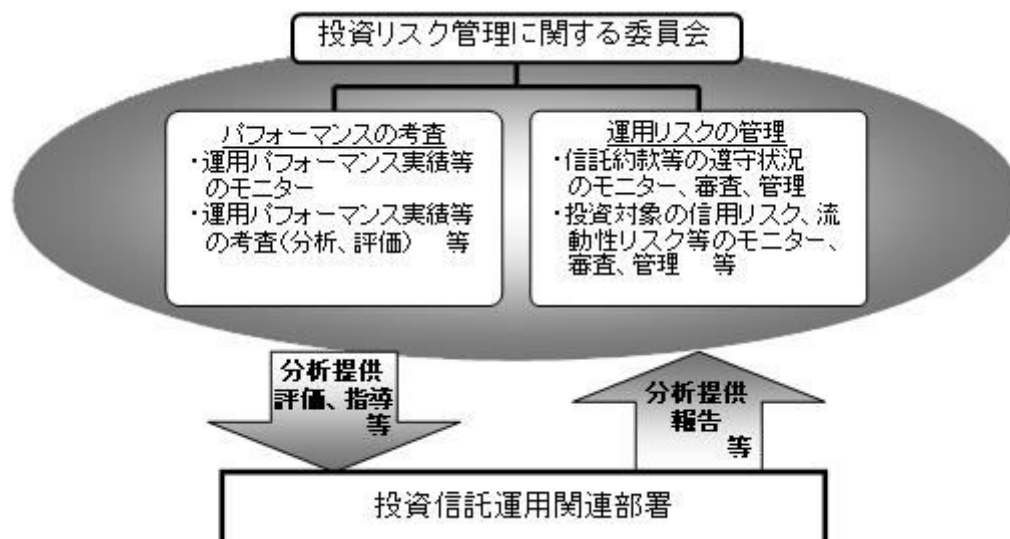 投資リスク管理に関する委員会
パフォーマンスの考査
・運用パフォーマンス実績等
のモニター
・運用パフォーマンス実績等
の考査(分析、評価) 等
運用リスクの管理
・信託約款等の遵守状況
のモニター、審査、管理
・投資対象の信用リスク、流
動性リスク等のモニター、
審査、管理 等
分析提供
評価、指導
等
分析提供
報告
等
投資信託運用関連部署